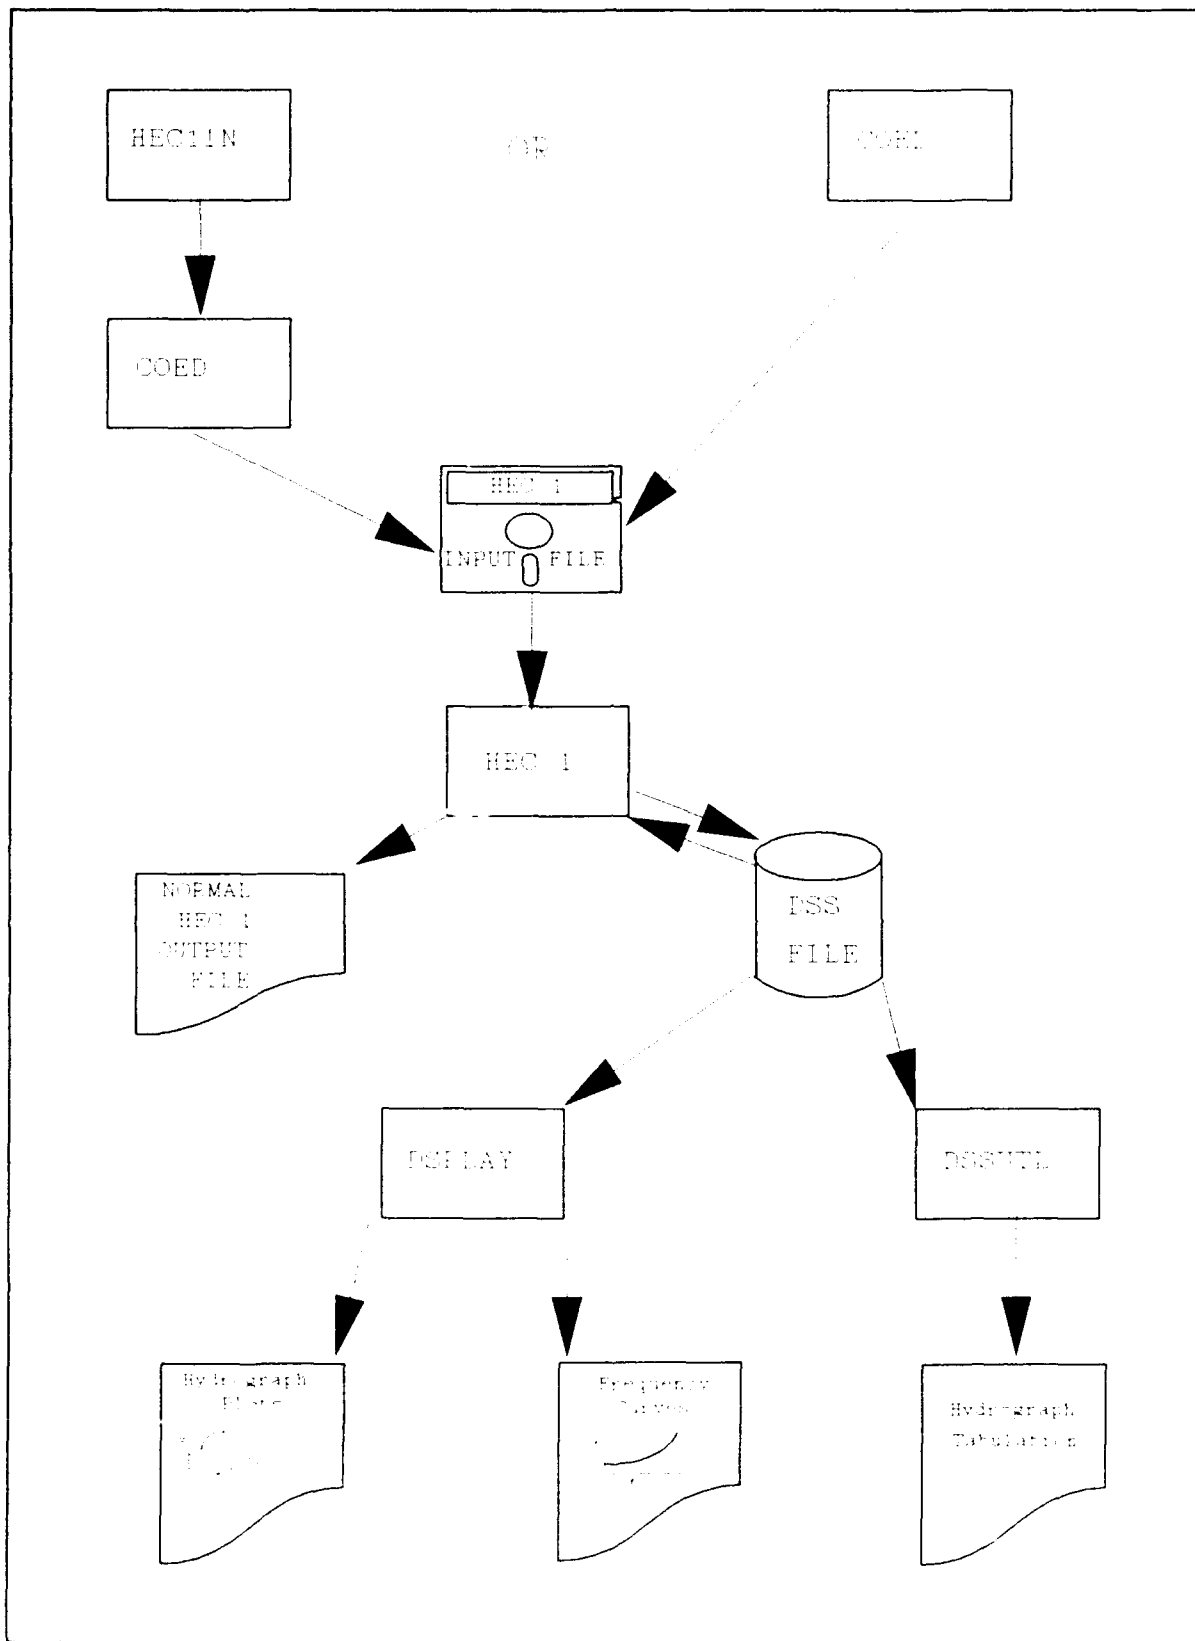 HEC1IN
OR
COED
COED
HEC 1
INPUT FILE
HEC 1
NORMAL
HEC 1
OUTPUT
FILE
DSS
FILE
DSPLAY
DSSUTL
Hydrograph
Plots
Frequency
Curves
Hydrograph
Tabulation